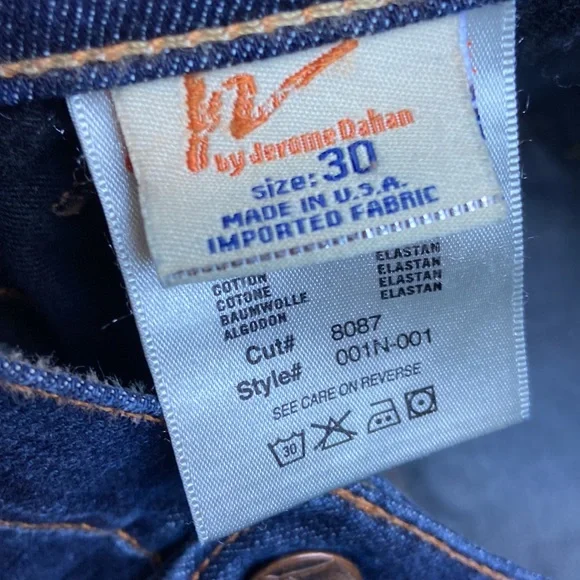 by Jerome Dahan
size: 30
MADE IN U.S.A.
IMPORTED FABRIC
COTTON ELASTAN
COTONE ELASTAN
BAUMWOLLE ELASTAN
ALGODON ELASTAN
Cut# 8087
Style# 001N-001
SEE CARE ON REVERSE
30